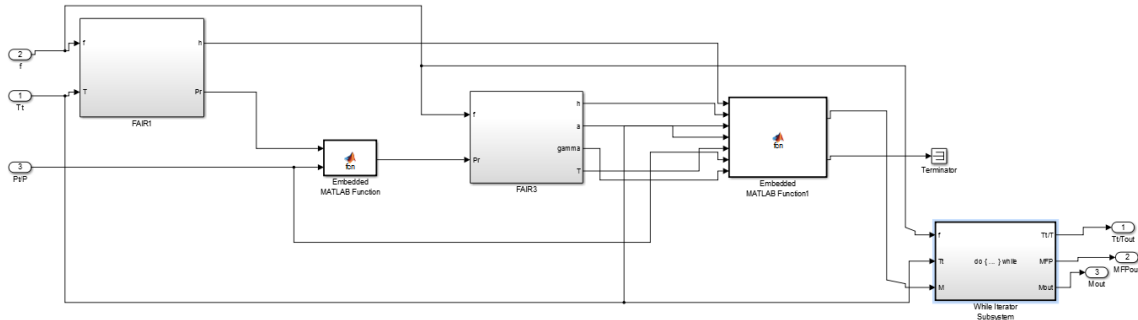 2
f
1
Tt
3
Pt/P
f
T
h
Pr
FAIR1
fcn
Embedded
MATLAB Function
f
Pr
h
a
gamma
T
FAIR3
fcn
Embedded
MATLAB Function1
Terminator
f
Tt
M
do { ... } while
Tt/T
MFP
Mout
While Iterator
Subsystem
1
Tt/Tout
2
MFPou
3
Mout